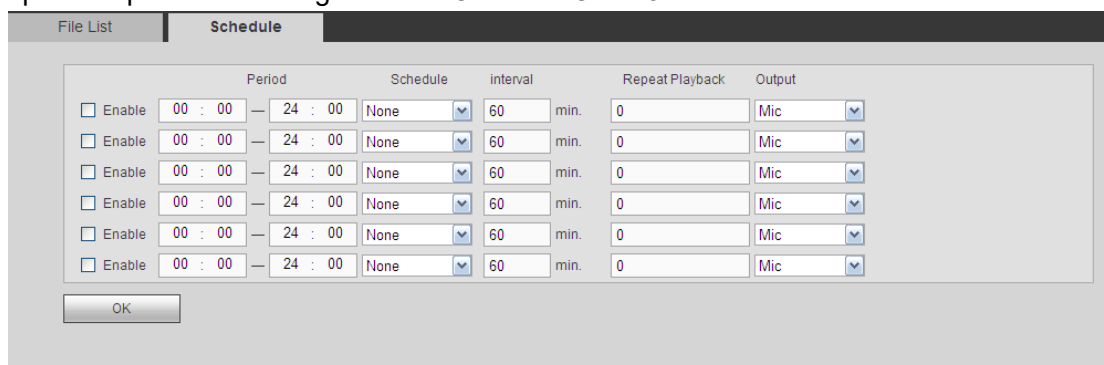 File List Schedule
Period Schedule interval Repeat Playback Output
Enable 00 : 00 — 24 : 00 None 60 min. 0 Mic
Enable 00 : 00 — 24 : 00 None 60 min. 0 Mic
Enable 00 : 00 — 24 : 00 None 60 min. 0 Mic
Enable 00 : 00 — 24 : 00 None 60 min. 0 Mic
Enable 00 : 00 — 24 : 00 None 60 min. 0 Mic
Enable 00 : 00 — 24 : 00 None 60 min. 0 Mic
OK